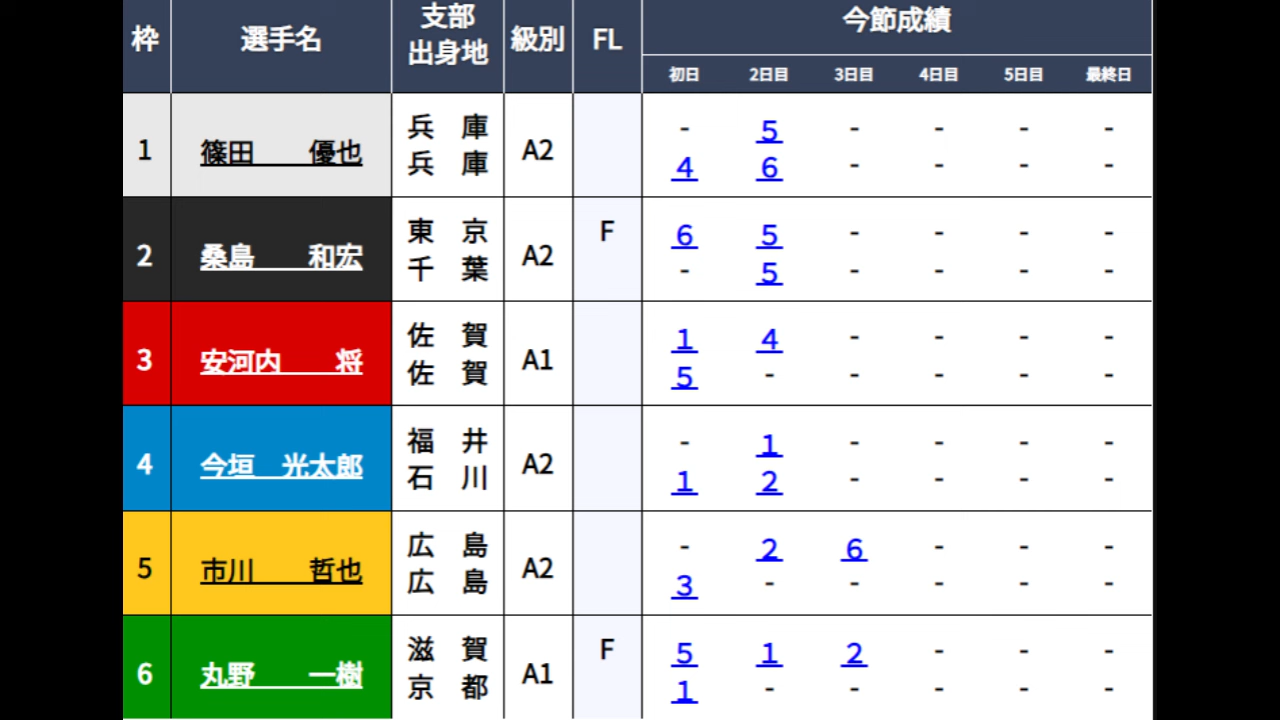 枠 選手名 支部 出身地 級別 FL 今節成績
初日 2日目 3日目 4日目 5日目 最終日
1 篠田 優也 兵 庫 A2 - 5 - - - -
兵 庫 4 6 - - - -
2 桑島 和宏 東 京 A2 F 6 5 - - - -
千 葉 - 5 - - - -
3 安河内 将 佐 賀 A1 1 4 - - - -
佐 賀 5 - - - - -
4 今垣 光太郎 福 井 A2 - 1 - - - -
石 川 1 2 - - - -
5 市川 哲也 広 島 A2 - 2 6 - - -
広 島 3 - - - - -
6 丸野 一樹 滋 賀 A1 F 5 1 2 - - -
京 都 1 - - - - -